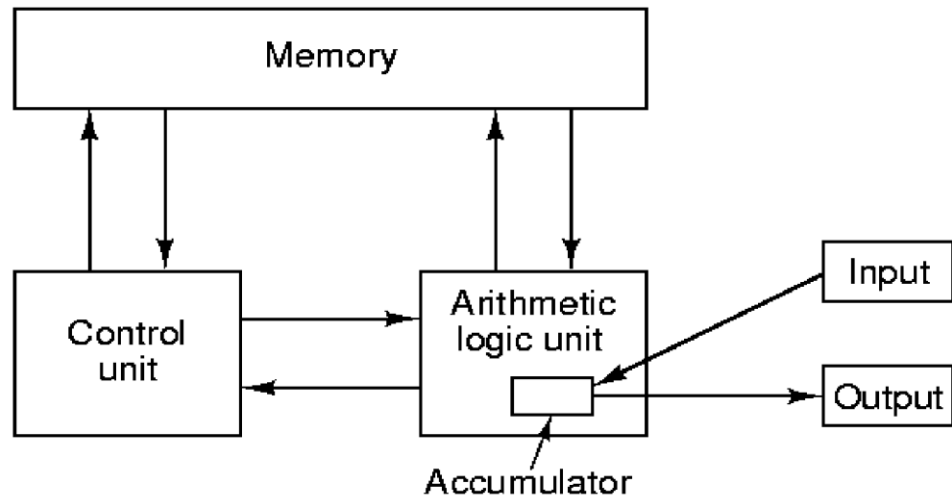 Memory
Control
unit
Arithmetic
logic unit
Input
Output
Accumulator